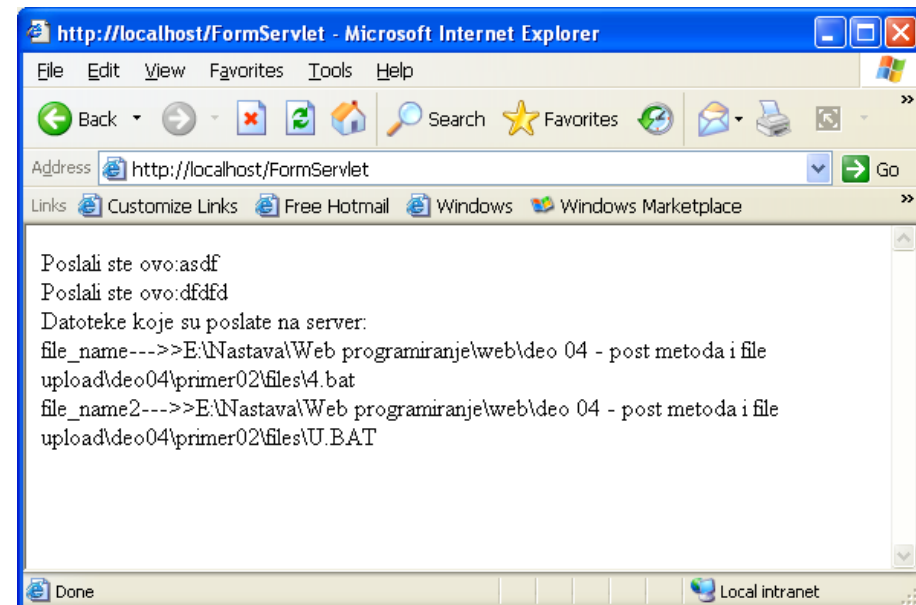 http://localhost/FormServlet - Microsoft Internet Explorer
File Edit View Favorites Tools Help
Back Search Favorites »
Address http://localhost/FormServlet Go
Links Customize Links Free Hotmail Windows Windows Marketplace »
Poslali ste ovo:asdf
Poslali ste ovo:dfdfd
Datoteke koje su poslate na server:
file_name--->>E:\Nastava\Web programiranje\web\deo 04 - post metoda i file
upload\deo04\primer02\files\4.bat
file_name2--->>E:\Nastava\Web programiranje\web\deo 04 - post metoda i file
upload\deo04\primer02\files\U.BAT
Done Local intranet